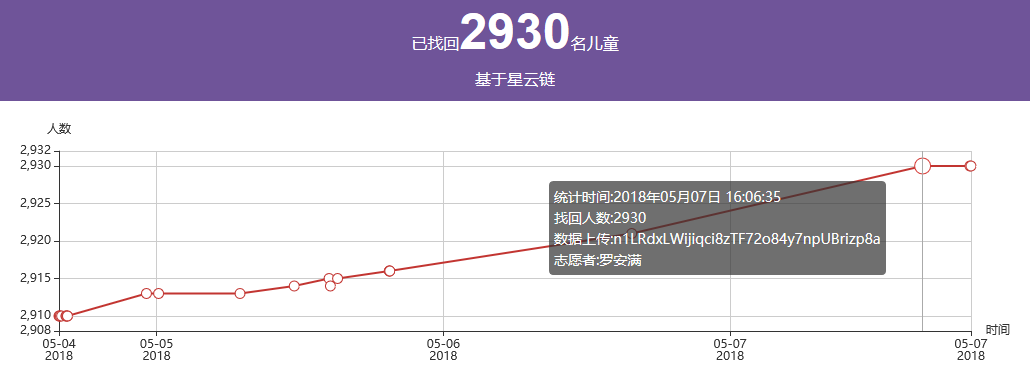 已找回2930名儿童
基于星云链
人数
2,932
2,930
2,925
2,920
2,915
2,910
2,908
统计时间:2018年05月07日 16:06:35
找回人数:2930
数据上传:n1LRdxLWijiqci8zTF72o84y7npUBrizp8a
志愿者:罗安满
时间
05-04 05-05 05-06 05-07 05-07
2018 2018 2018 2018 2018